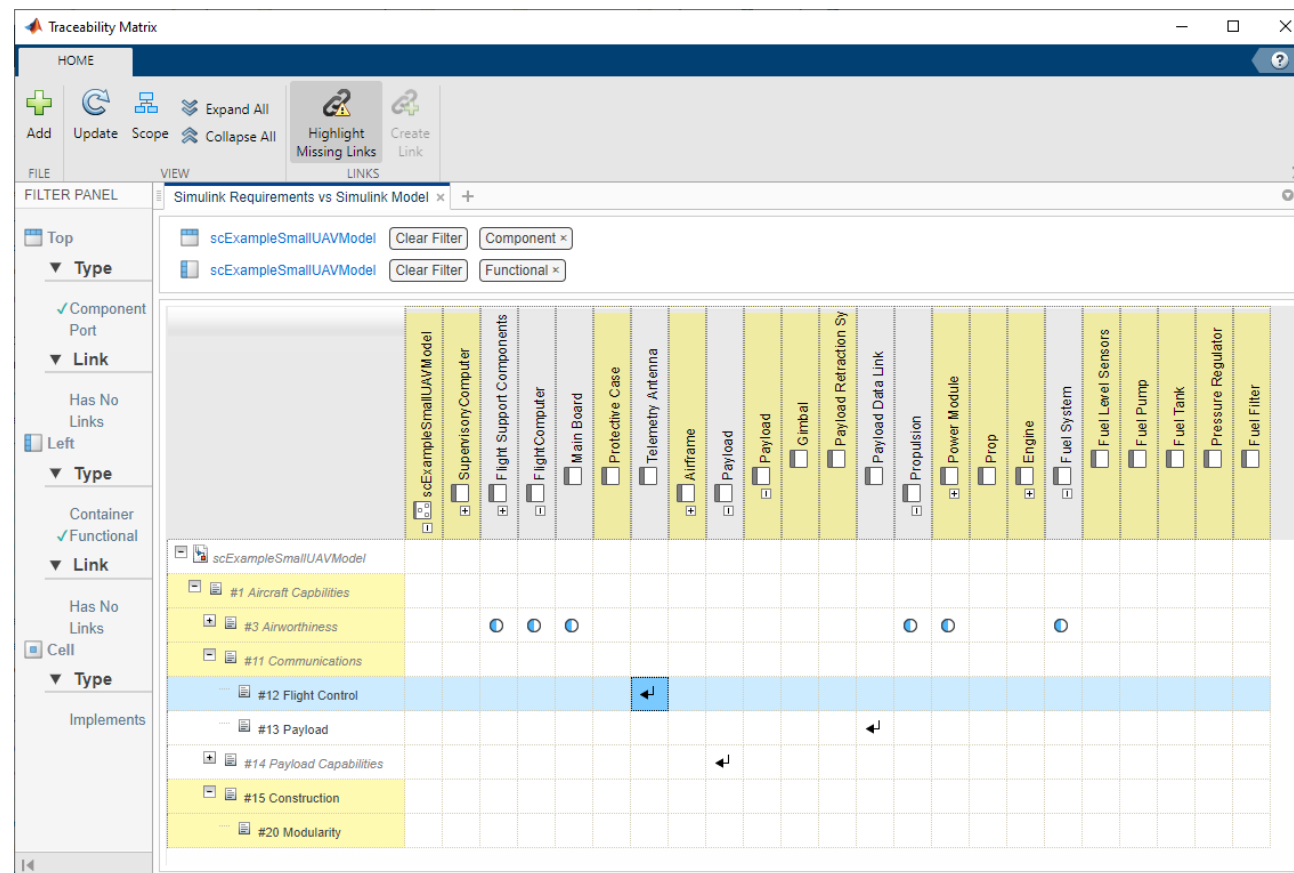 Traceability Matrix
HOME
Add
Update
Scope
Expand All
Collapse All
Highlight
Missing Links
Create
Link
FILE
VIEW
LINKS
FILTER PANEL
Simulink Requirements vs Simulink Model
Top
Type
Component
Port
Link
Has No
Links
Left
Type
Container
Functional
Link
Has No
Links
Cell
Type
Implements
scExampleSmallUAVModel Clear Filter Component ×
scExampleSmallUAVModel Clear Filter Functional ×
scExampleSmallUAVModel
SupervisoryComputer
Flight Support Components
FlightComputer
Main Board
Protective Case
Telemetry Antenna
Airframe
Payload
Payload
Gimbal
Payload Retraction Sy
Payload Data Link
Propulsion
Power Module
Prop
Engine
Fuel System
Fuel Level Sensors
Fuel Pump
Fuel Tank
Pressure Regulator
Fuel Filter
scExampleSmallUAVModel
#1 Aircraft Capbilities
#3 Airworthiness
#11 Communications
#12 Flight Control
#13 Payload
#14 Payload Capabilities
#15 Construction
#20 Modularity